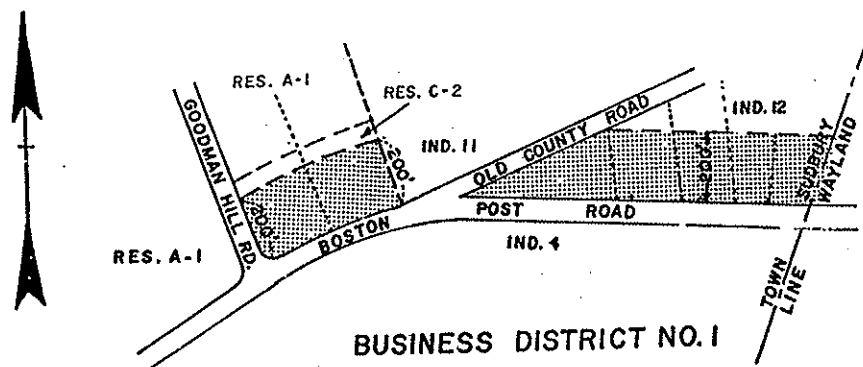 RES. A-1
RES. C-2
GOODMAN HILL RD.
200'
200'
IND. 11
OLD COUNTY ROAD
IND. 12
200'
SUDBURY
WAYLAND
BOSTON POST ROAD
RES. A-1
IND. 4
TOWN LINE
BUSINESS DISTRICT NO. 1